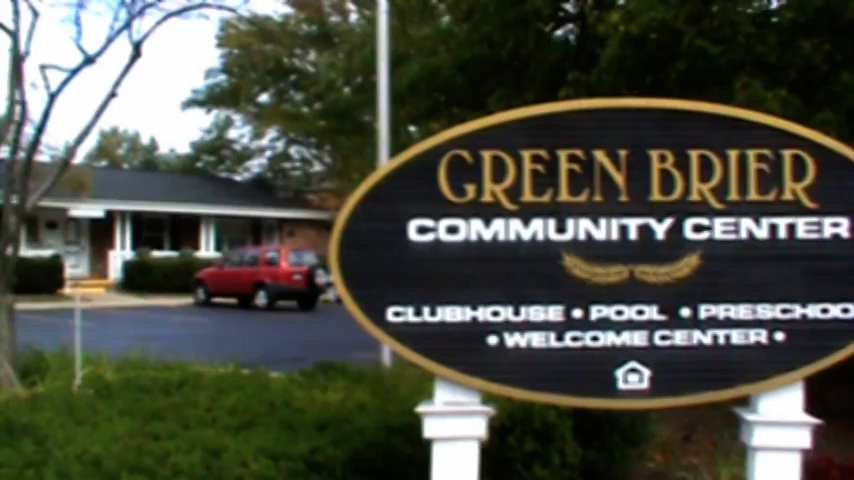 GREEN BRIER
COMMUNITY CENTER
CLUBHOUSE • POOL • PRESCHOO
• WELCOME CENTER •